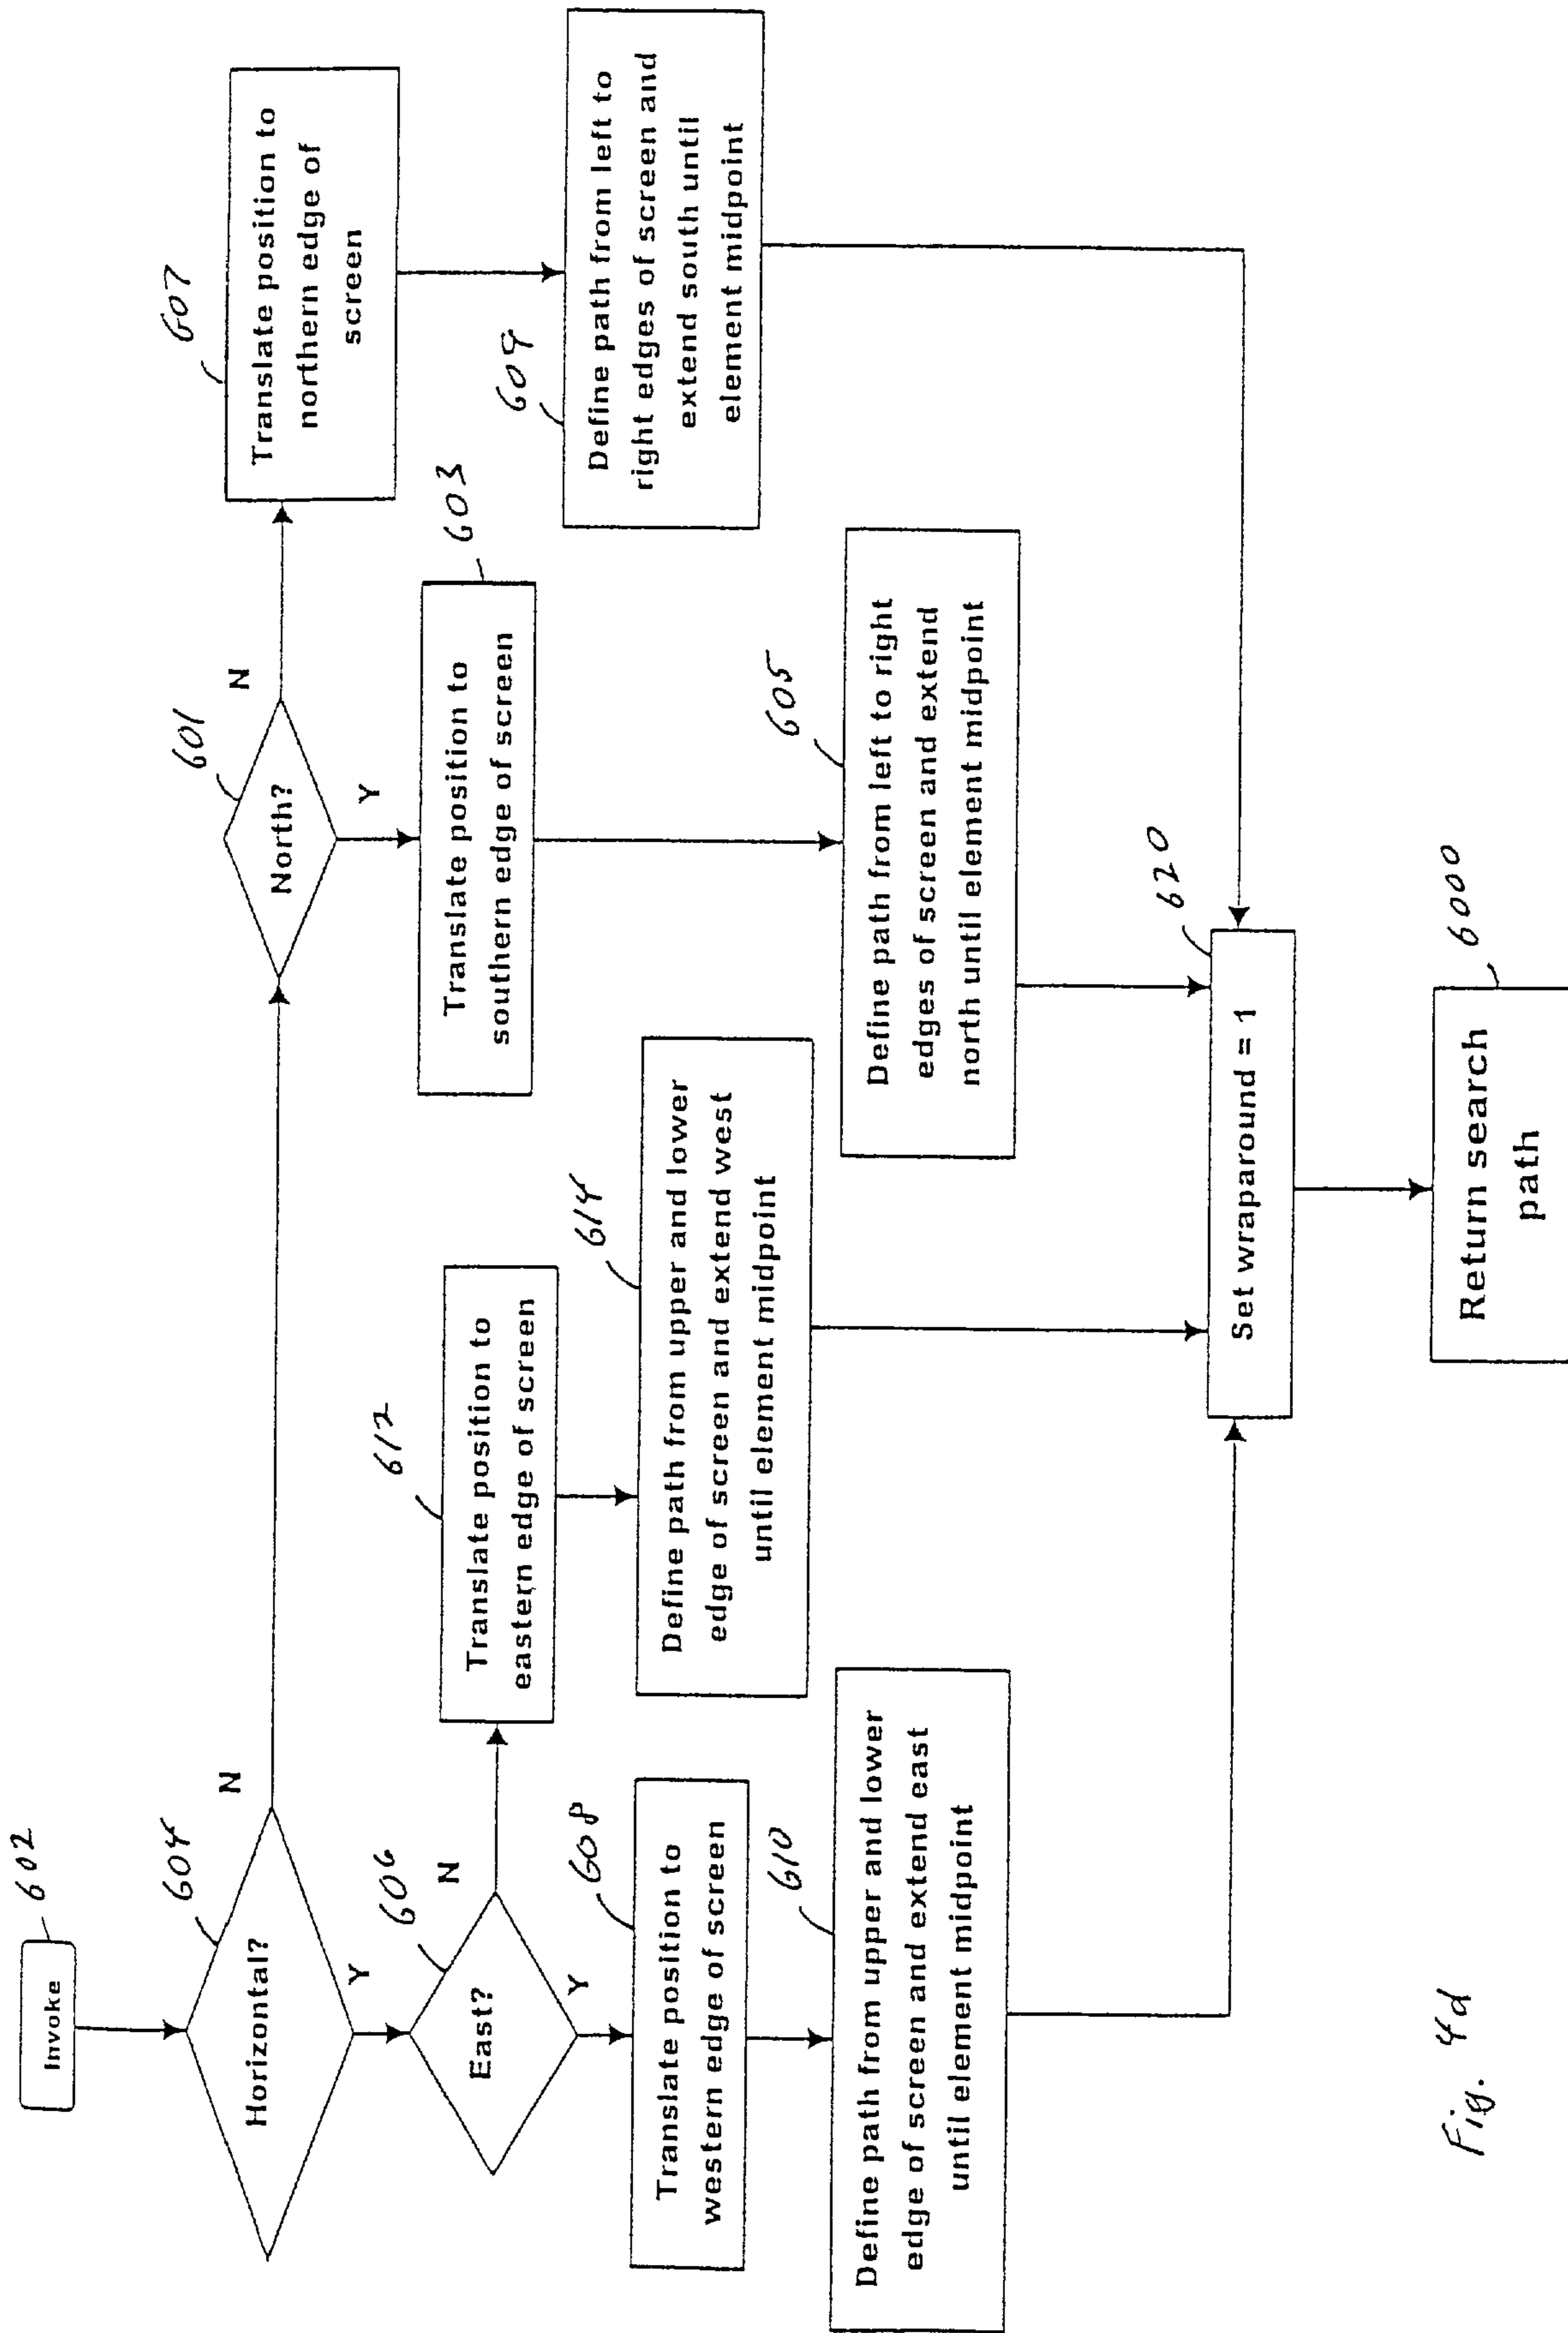 Invoke
602
Horizontal?
604
N
Y
East?
606
N
Y
Translate position to
western edge of screen
608
Define path from upper and lower
edge of screen and extend east
until element midpoint
610
Translate position to
eastern edge of screen
612
Define path from upper and lower
edge of screen and extend west
until element midpoint
614
North?
601
N
Y
Translate position to
southern edge of screen
603
Define path from left to right
edges of screen and extend
north until element midpoint
605
Translate position to
northern edge of
screen
607
Define path from left to
right edges of screen and
extend south until
element midpoint
609
Set wraparound = 1
620
Return search
path
6000
Fig. 4d